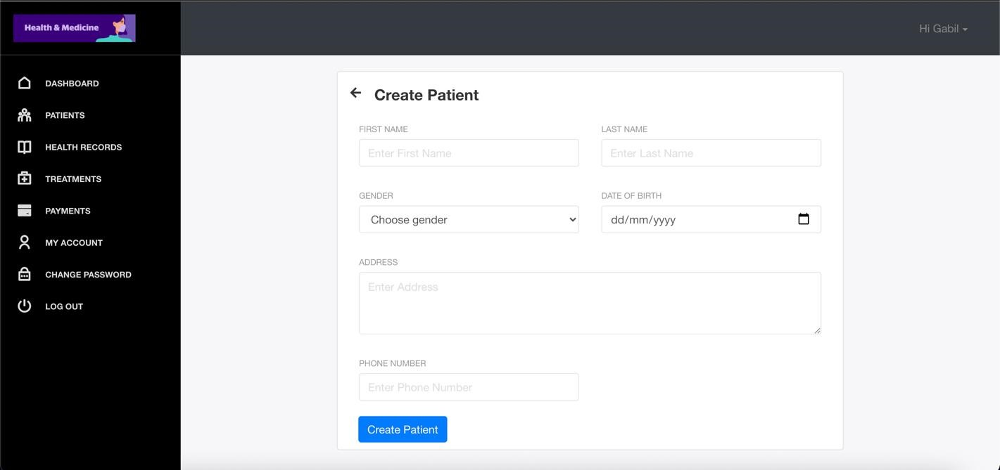 Health & Medicine
Hi Gabil
DASHBOARD
PATIENTS
HEALTH RECORDS
TREATMENTS
PAYMENTS
MY ACCOUNT
CHANGE PASSWORD
LOG OUT
Create Patient
FIRST NAME LAST NAME
Enter First Name Enter Last Name
GENDER DATE OF BIRTH
Choose gender dd/mm/yyyy
ADDRESS
Enter Address
PHONE NUMBER
Enter Phone Number
Create Patient